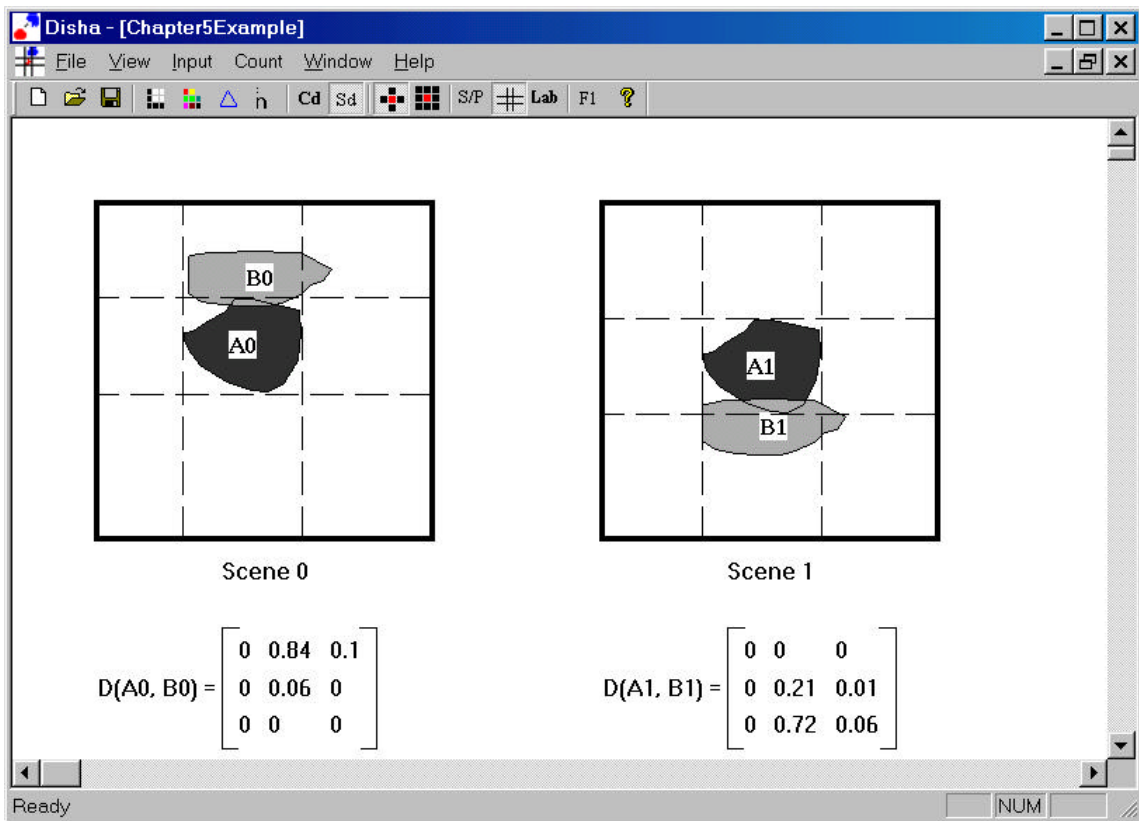 Disha - [Chapter5Example]
File View Input Count Window Help
Cd Sd S/P Lab F1
B0
A0
A1
B1
Scene 0 Scene 1
0 0.84 0.1
D(A0, B0) = 0 0.06 0
0 0 0
0 0 0
D(A1, B1) = 0 0.21 0.01
0 0.72 0.06
Ready NUM